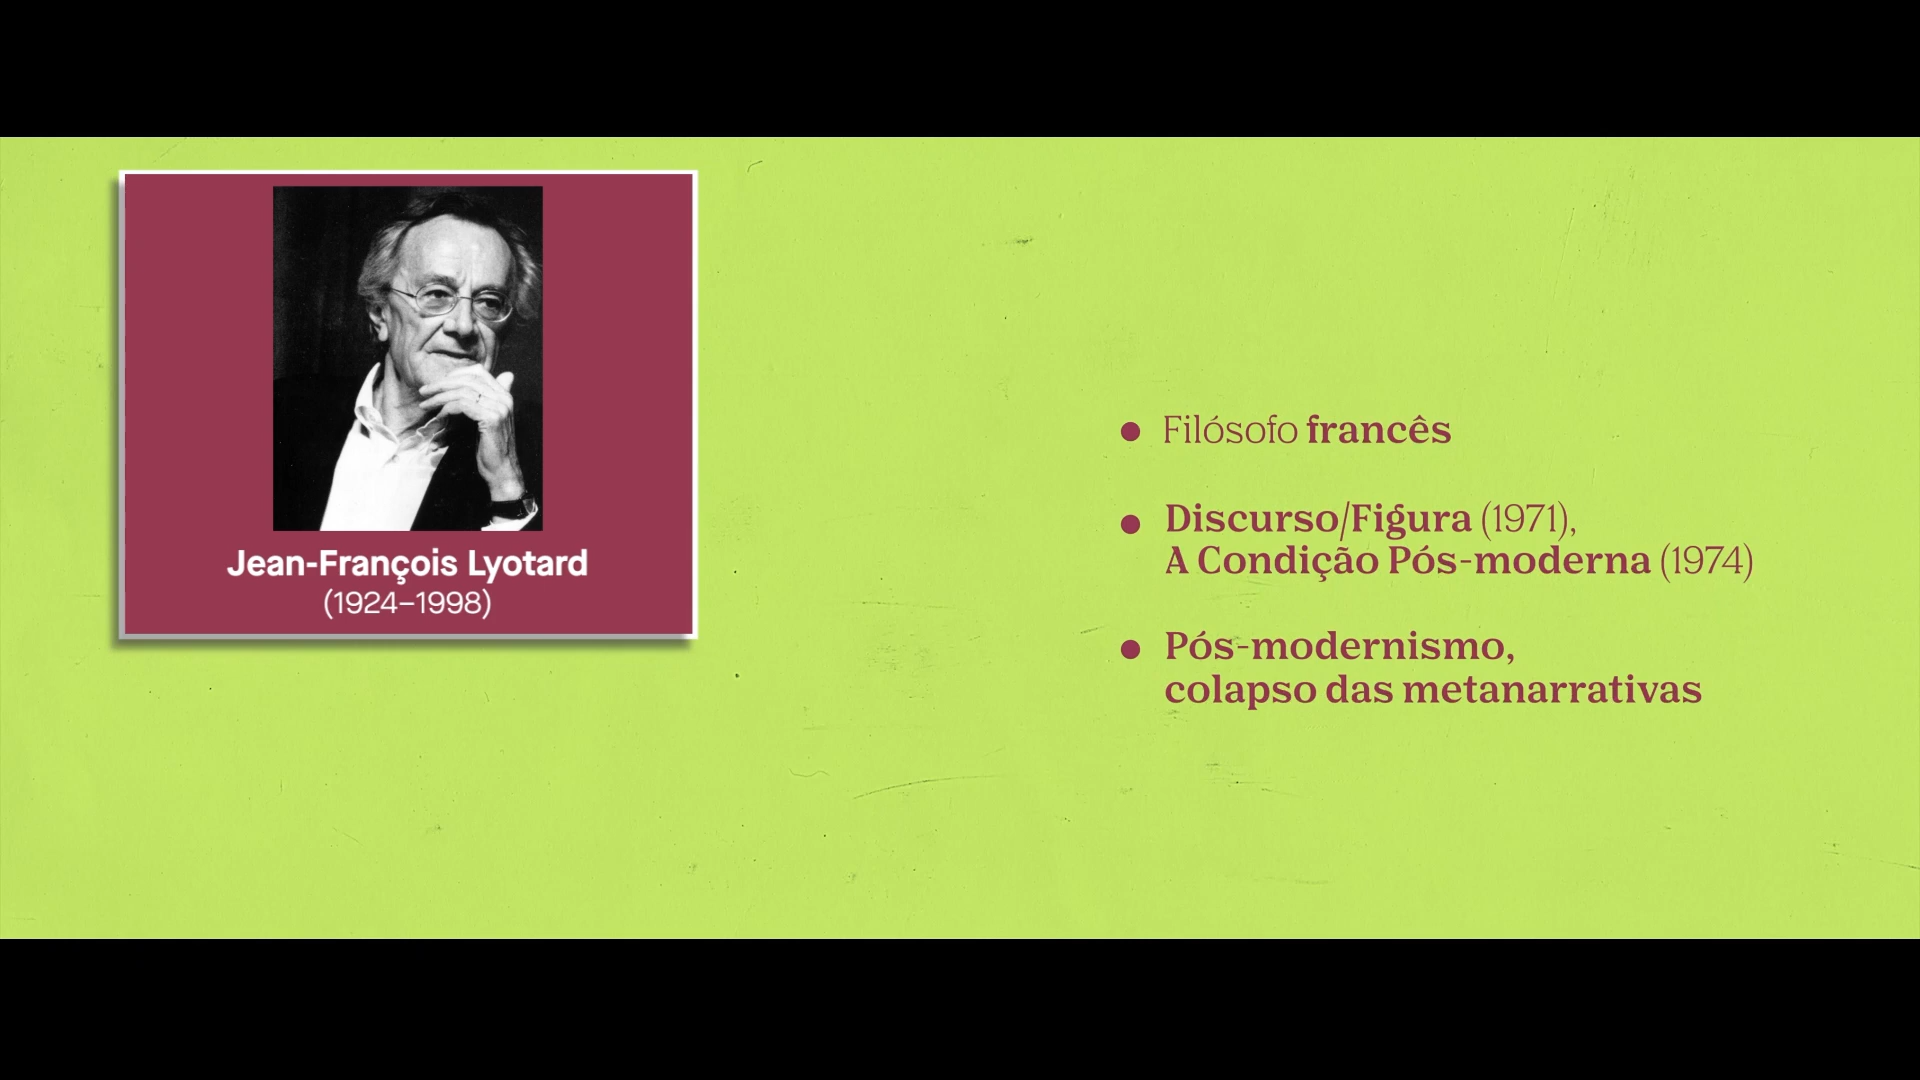 Jean-François Lyotard
(1924–1998)
Filósofo francês
Discurso/Figura (1971),
A Condição Pós-moderna (1974)
Pós-modernismo,
colapso das metanarrativas